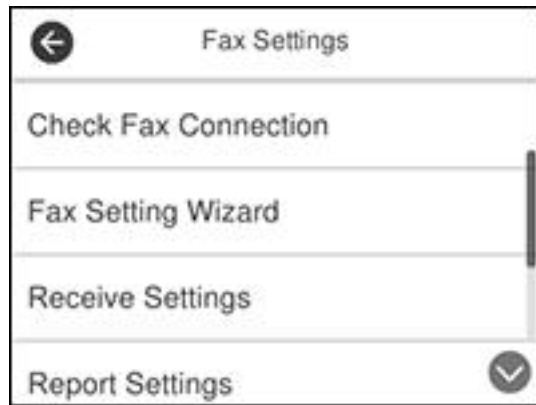 Fax Settings
Check Fax Connection
Fax Setting Wizard
Receive Settings
Report Settings